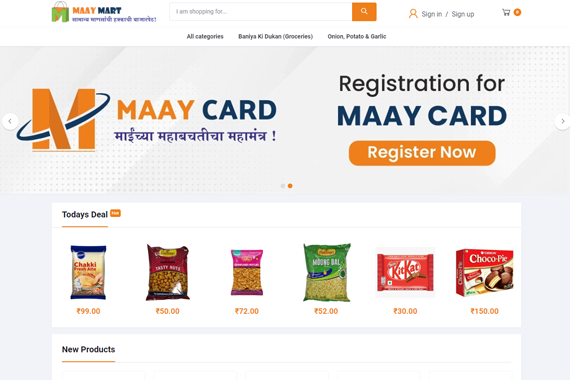 MAAY MART
सामान्य माणसांची हक्काची बाजारपेठ!
I am shopping for...
Sign in / Sign up
0
All categories
Baniya Ki Dukan (Groceries)
Onion, Potato & Garlic
MAAY CARD
माईंच्या महाबचतीचा महामंत्र !
Registration for
MAAY CARD
Register Now
Todays Deal
Hot
Chakki
Fresh Atta
TASTY NUTS
MOONG DAL
KitKat
Choco·Pie
Choco·Pie
₹99.00
₹50.00
₹72.00
₹52.00
₹30.00
₹150.00
New Products